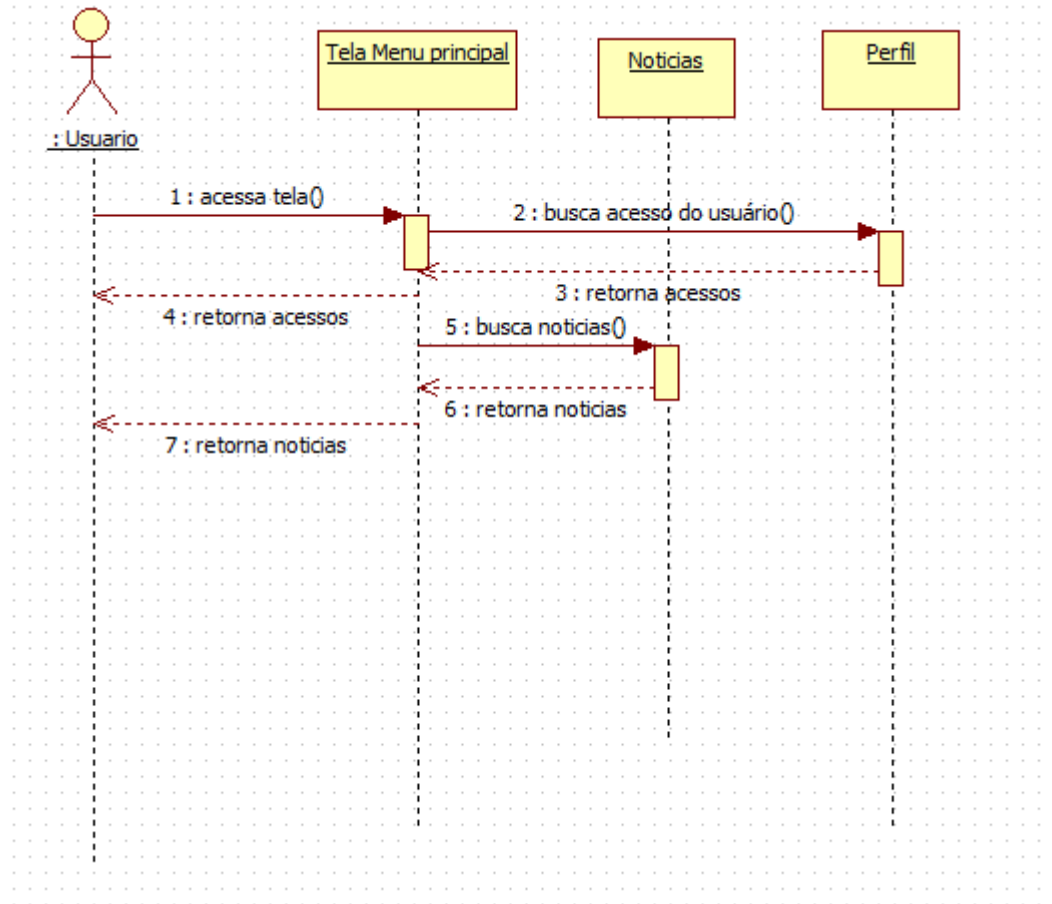 Tela Menu principal
Noticias
Perfil
: Usuario
1 : acessa tela()
2 : busca acesso do usuário()
3 : retorna acessos
4 : retorna acessos
5 : busca noticias()
6 : retorna noticias
7 : retorna noticias